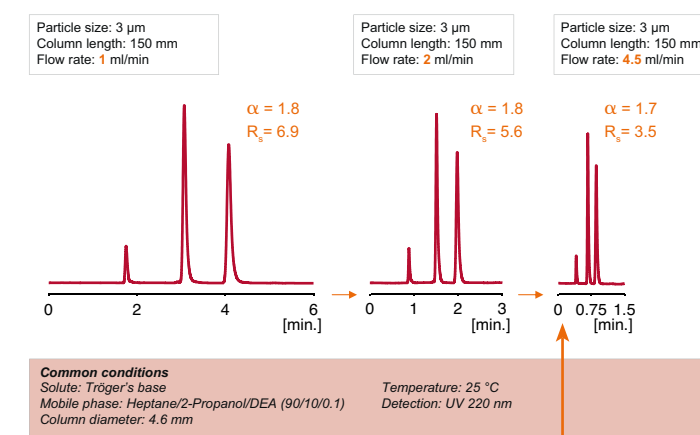 Particle size: 3 µm
Column length: 150 mm
Flow rate: 1 ml/min
Particle size: 3 µm
Column length: 150 mm
Flow rate: 2 ml/min
Particle size: 3 µm
Column length: 150 mm
Flow rate: 4.5 ml/min
α = 1.8
Rs= 6.9
α = 1.8
Rs= 5.6
α = 1.7
Rs= 3.5
0 2 4 6
[min.]
0 1 2 3
[min.]
0 0.75 1.5
[min.]
Common conditions
Solute: Tröger's base
Mobile phase: Heptane/2-Propanol/DEA (90/10/0.1)
Column diameter: 4.6 mm
Temperature: 25 °C
Detection: UV 220 nm